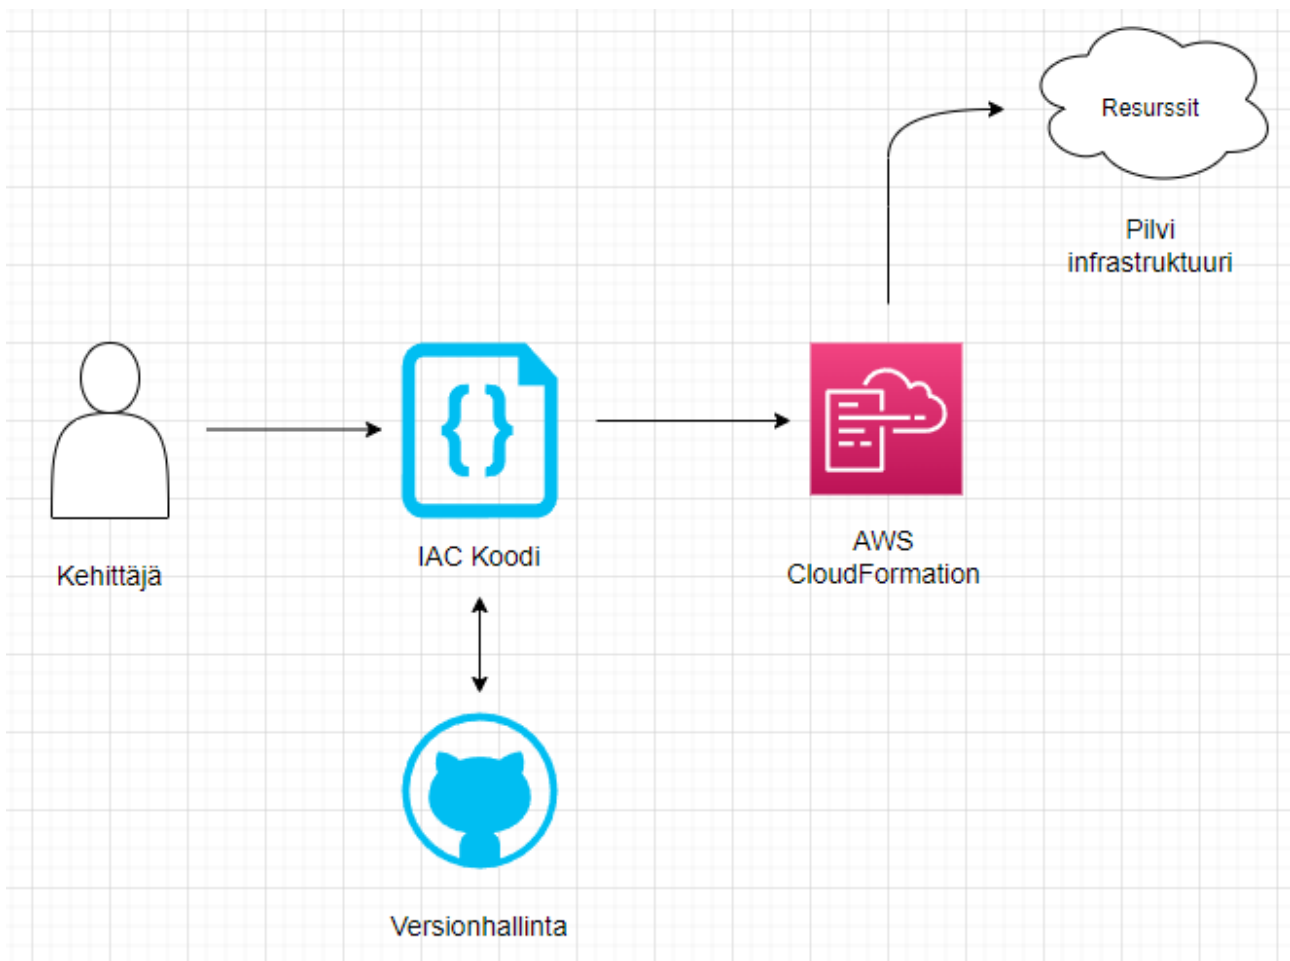 Resurssit
Pilvi
infrastruktuuri
Kehittäjä
IAC Koodi
AWS
CloudFormation
Versionhallinta